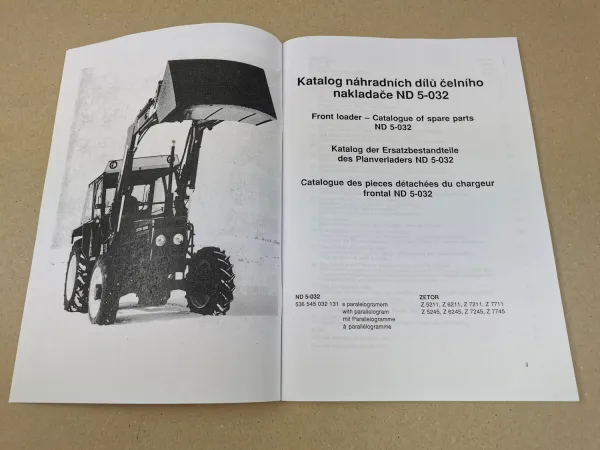 Katalog náhradních dílů čelního
nakladače ND 5-032
Front loader – Catalogue of spare parts
ND 5-032
Katalog der Ersatzbestandteile
des Planverladers ND 5-032
Catalogue des pieces détachées du chargeur
frontal ND 5-032
ND 5-032
536 545 032 131 s paralelogramem
with paralelogram
mit Paralelogramme
à parallélogramme
ZETOR
Z 5211, Z 6211, Z 7211, Z 7711
Z 5245, Z 6245, Z 7245, Z 7745
3